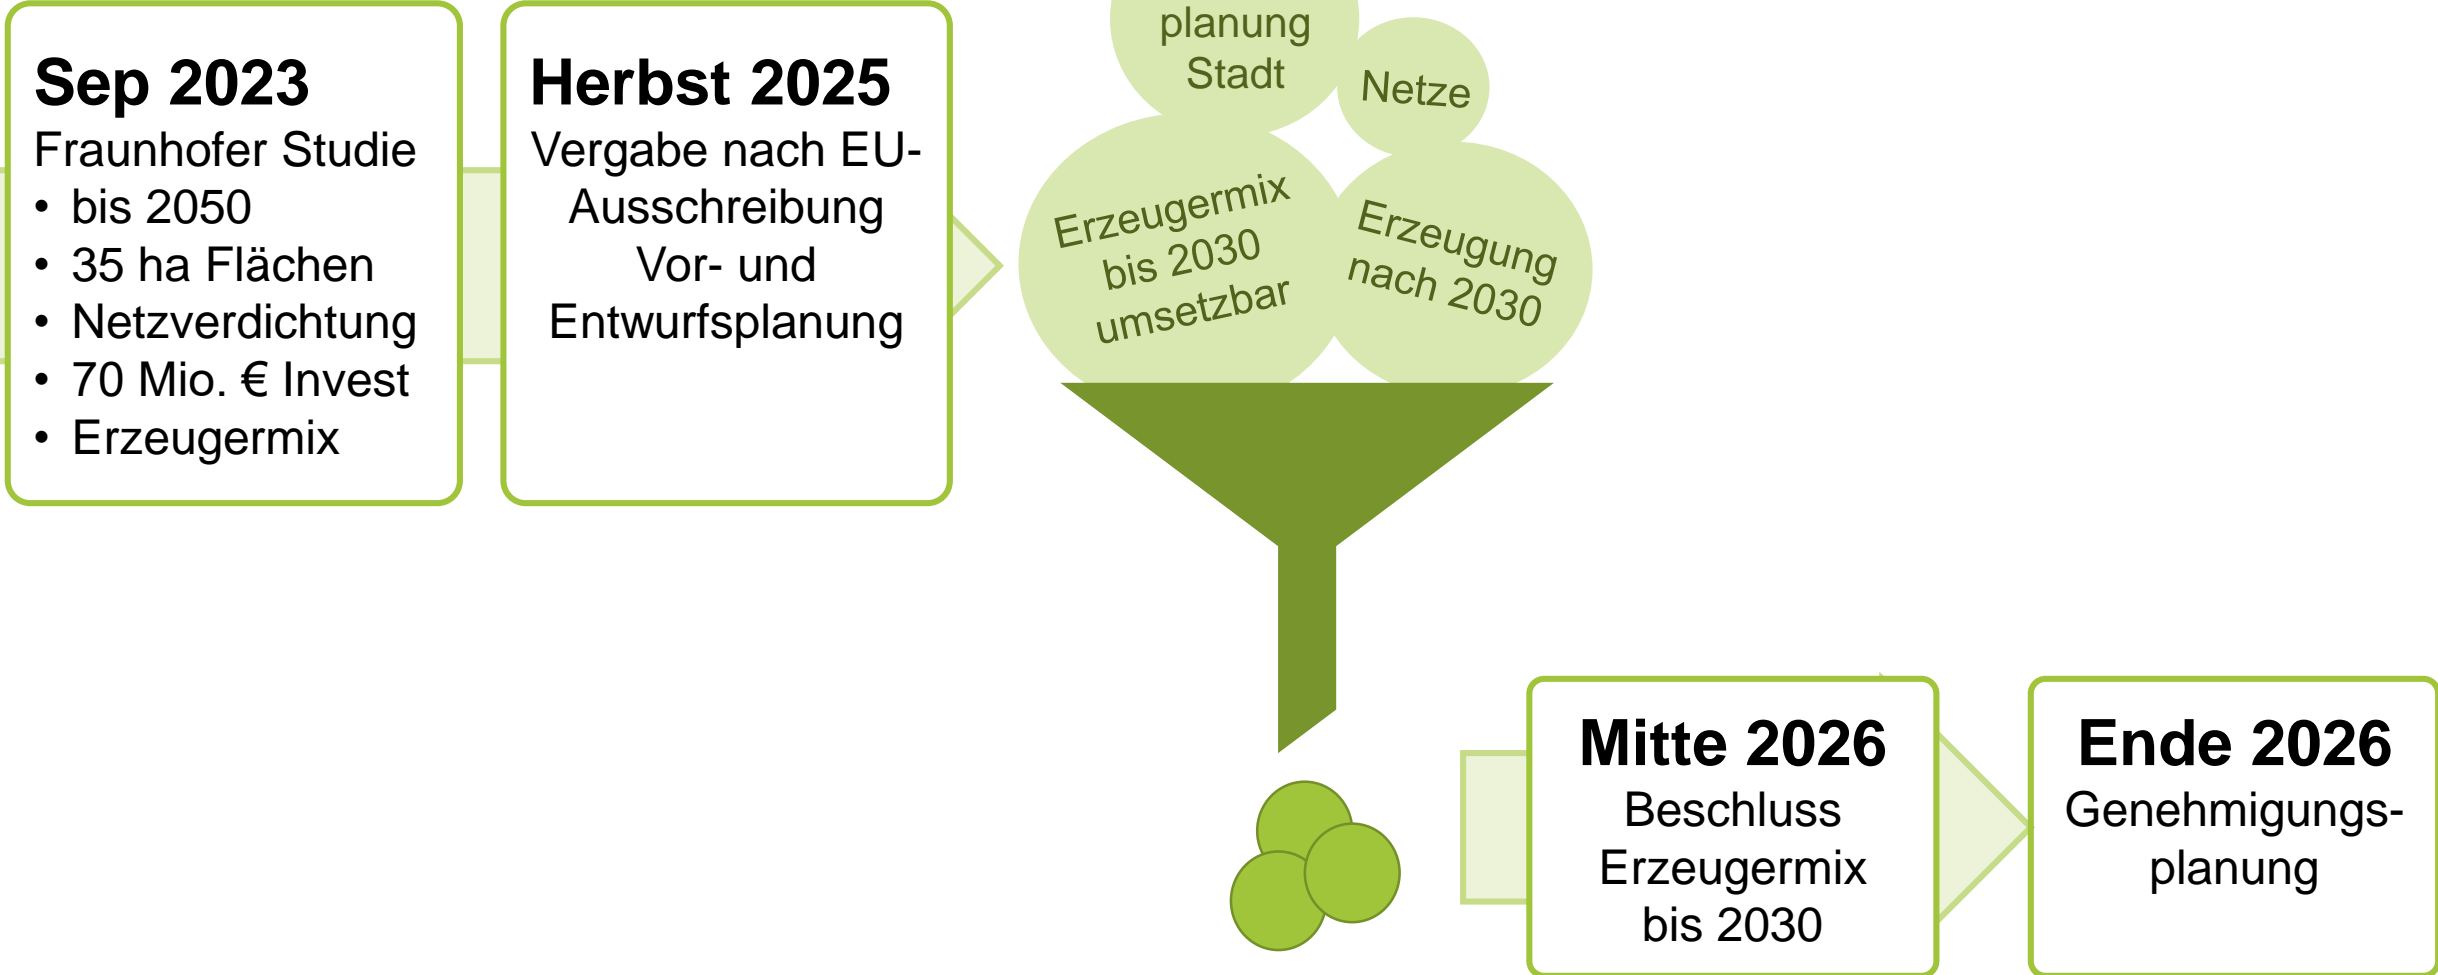 Sep 2023
Fraunhofer Studie
• bis 2050
• 35 ha Flächen
• Netzverdichtung
• 70 Mio. € Invest
• Erzeugermix
Herbst 2025
Vergabe nach EU-
Ausschreibung
Vor- und
Entwurfsplanung
planung
Stadt
Netze
Erzeugermix
bis 2030
umsetzbar
Erzeugung
nach 2030
Mitte 2026
Beschluss
Erzeugermix
bis 2030
Ende 2026
Genehmigungs-
planung